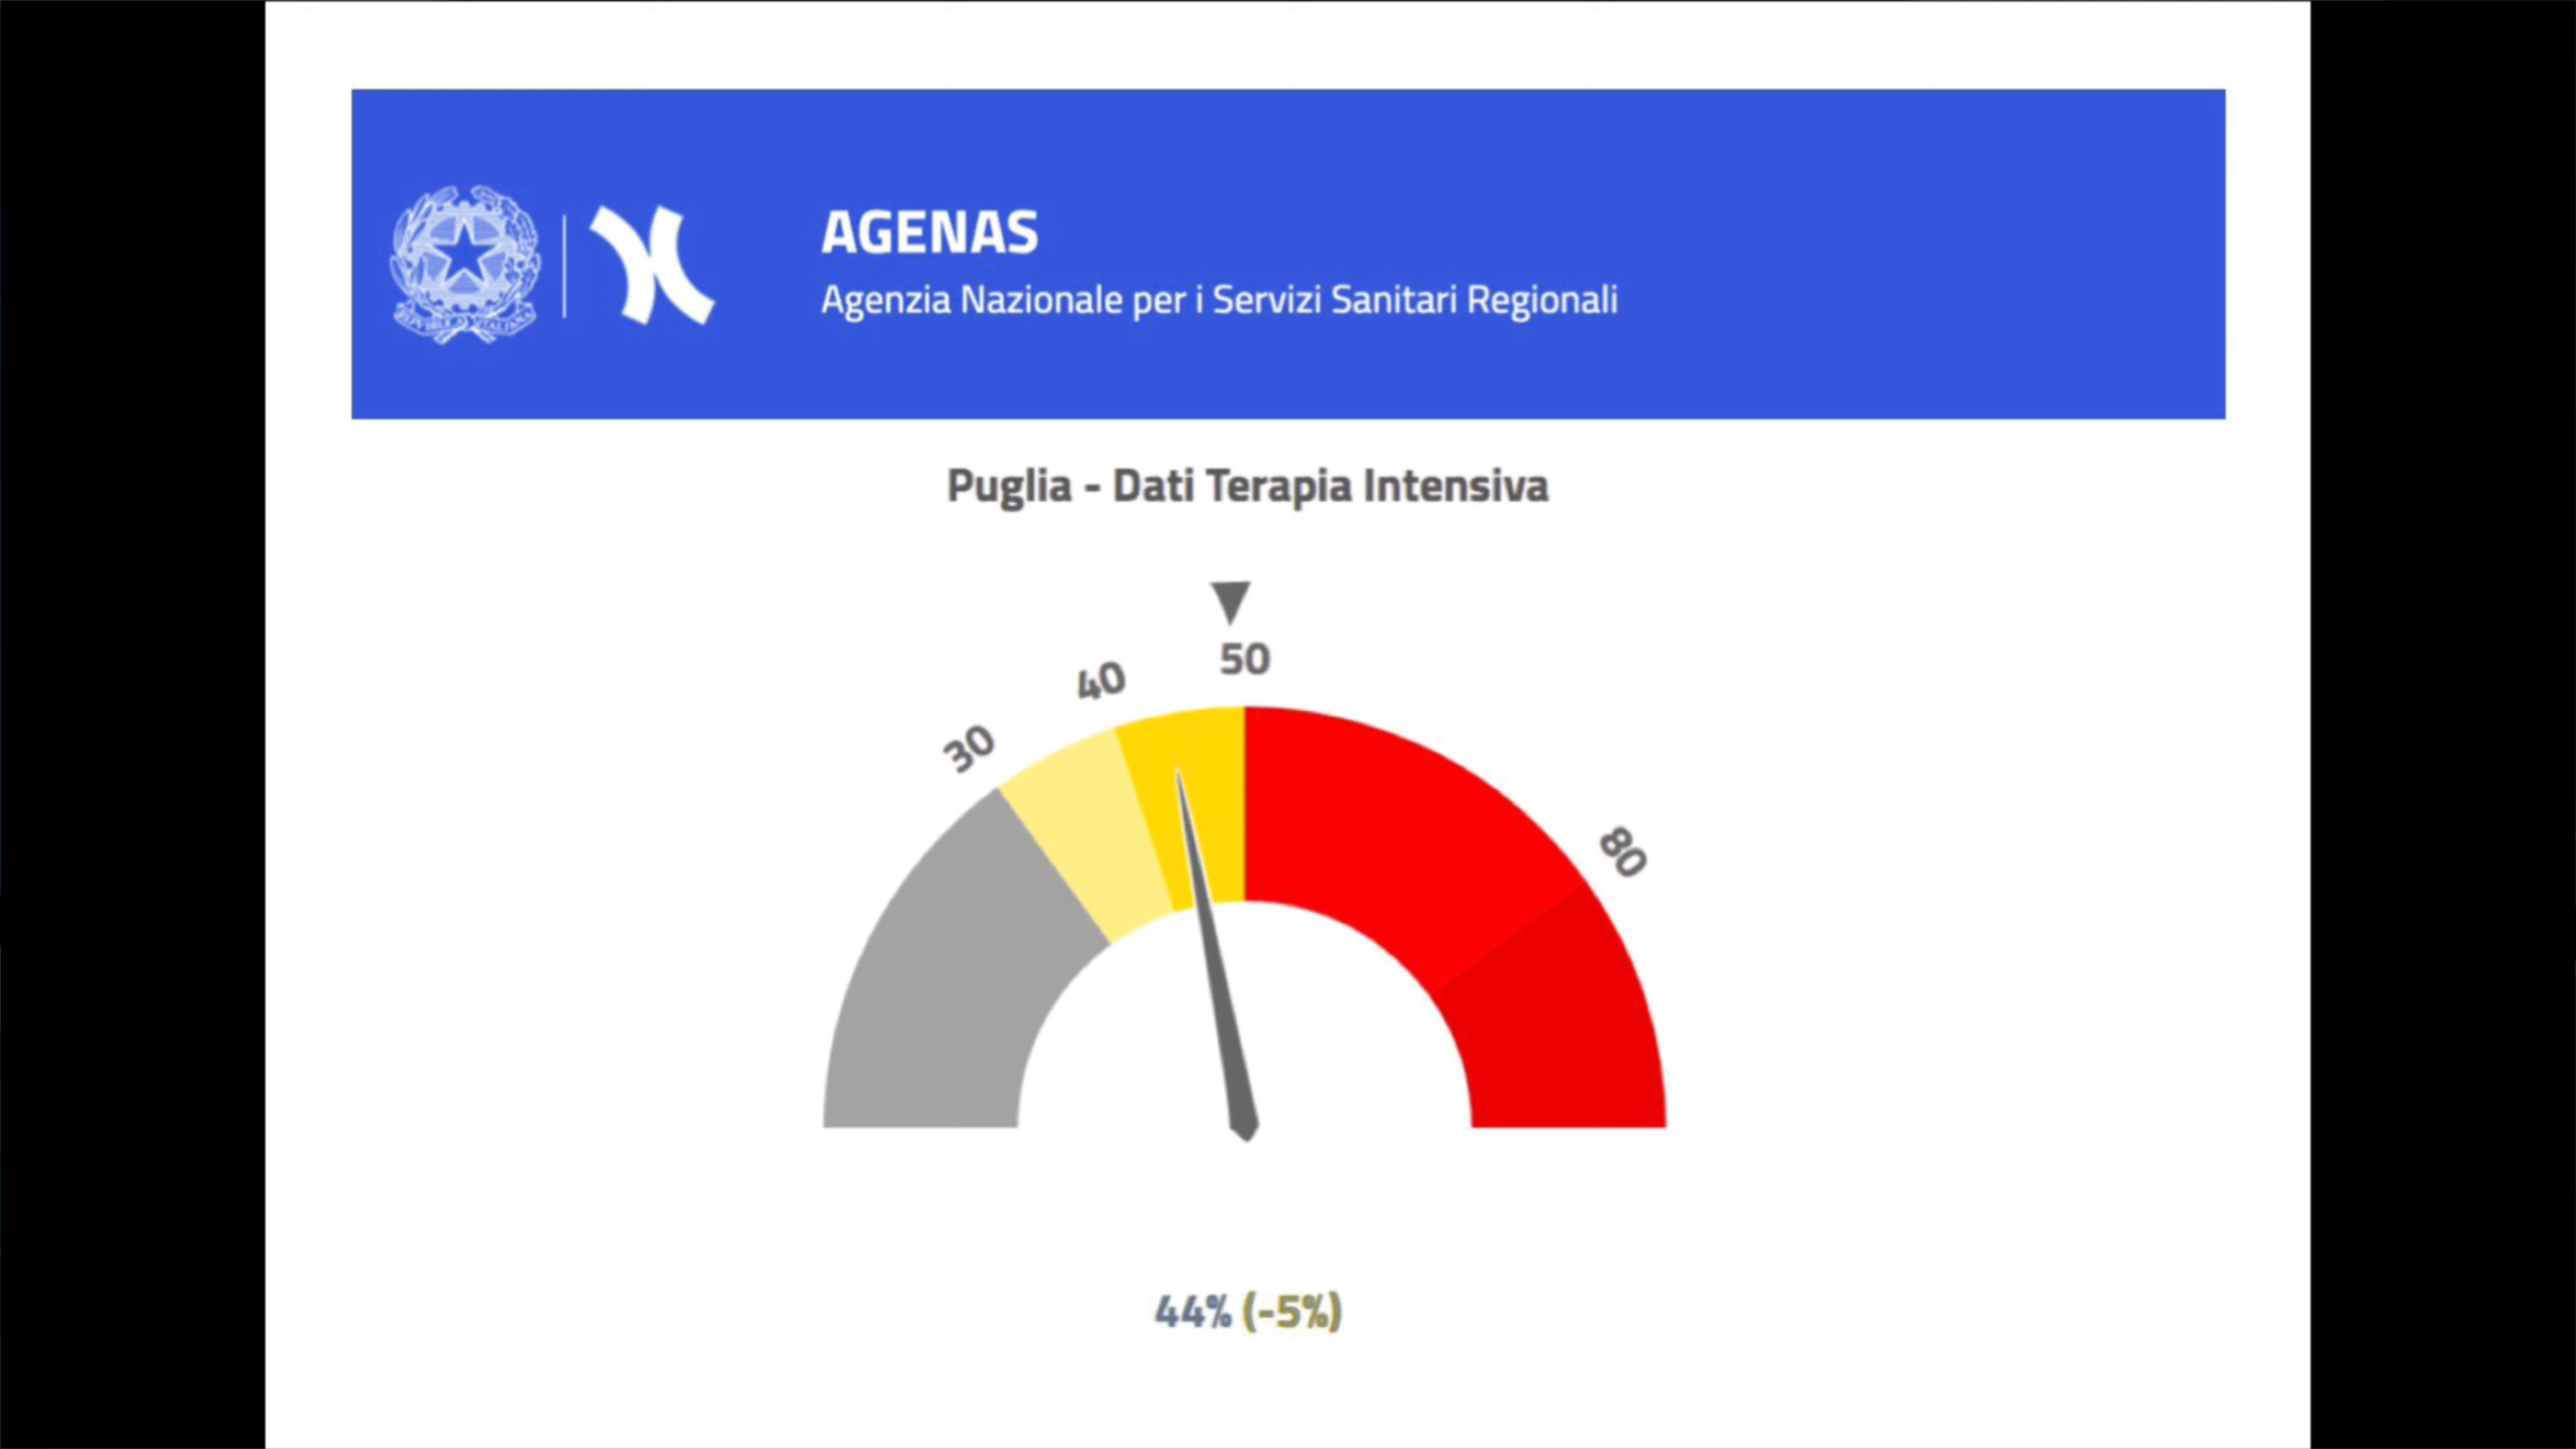 AGENAS
Agenzia Nazionale per i Servizi Sanitari Regionali
Puglia - Dati Terapia Intensiva
30
40
50
80
44% (-5%)